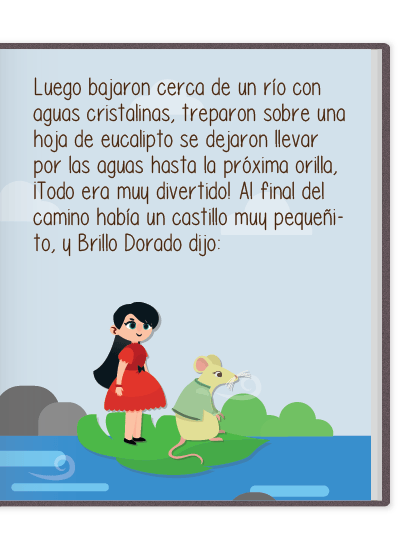 Luego bajaron cerca de un río con
aguas cristalinas, treparon sobre una
hoja de eucalipto se dejaron llevar
por las aguas hasta la próxima orilla,
¡Todo era muy divertido! Al final del
camino había un castillo muy pequeñi-
to, y Brillo Dorado dijo: